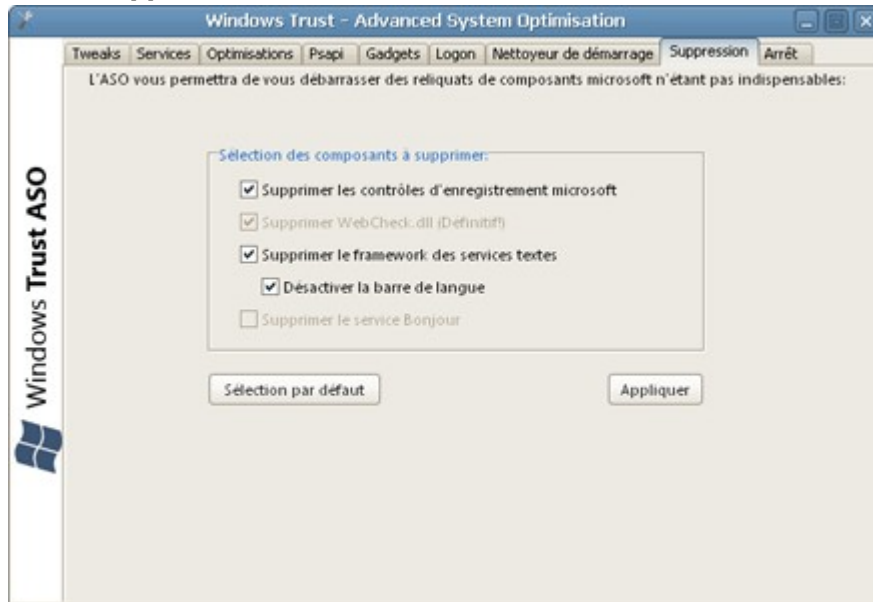 Windows Trust - Advanced System Optimisation
Tweaks Services Optimisations Psapi Gadgets Logon Nettoyeur de démarrage Suppression Arrêt
L'ASO vous permettra de vous débarrasser des reliquats de composants microsoft n'étant pas indispensables:
Sélection des composants à supprimer:
Supprimer les contrôles d'enregistrement microsoft
Supprimer WebCheck.dll (Définitif!)
Supprimer le framework des services textes
Désactiver la barre de langue
Supprimer le service Bonjour
Sélection par défaut
Appliquer
Windows Trust ASO